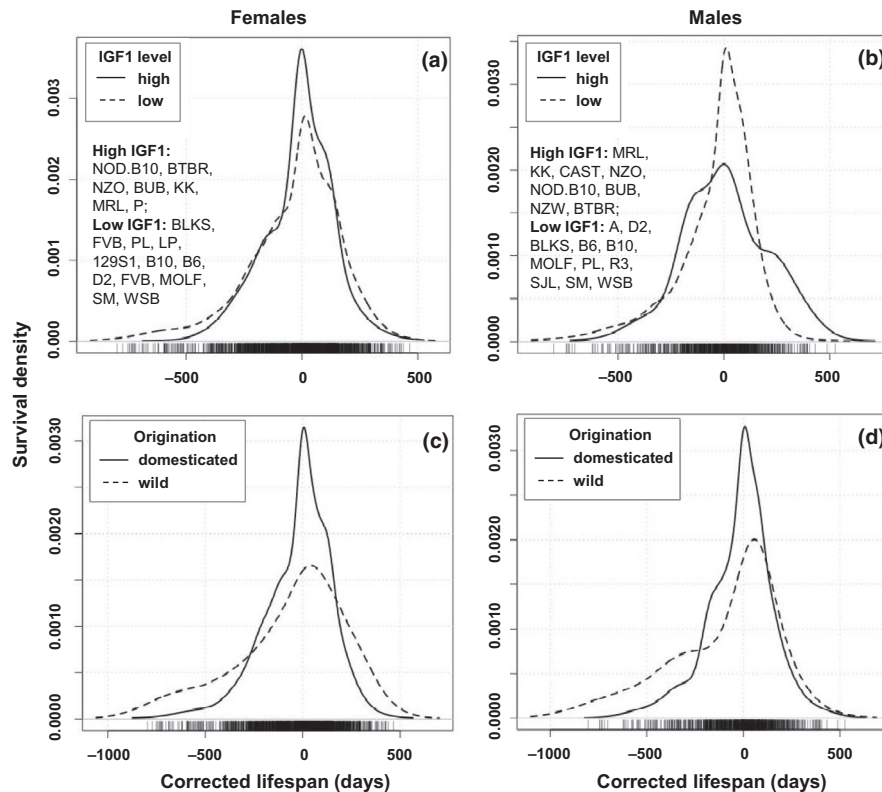 Females
Males
IGF1 level
high
low
(a)
High IGF1:
NOD.B10, BTBR,
NZO, BUB, KK,
MRL, P;
Low IGF1: BLKS,
FVB, PL, LP,
129S1, B10, B6,
D2, FVB, MOLF,
SM, WSB
0.003
0.002
0.001
0.000
–500
0
500
IGF1 level
high
low
(b)
High IGF1: MRL,
KK, CAST, NZO,
NOD.B10, BUB,
NZW, BTBR;
Low IGF1: A, D2,
BLKS, B6, B10,
MOLF, PL, R3,
SJL, SM, WSB
0.0030
0.0020
0.0010
0.0000
–500
0
500
Survival density
Origination
domesticated
wild
(c)
0.0030
0.0020
0.0010
0.0000
–1000
–500
0
500
Corrected lifespan (days)
Origination
domesticated
wild
(d)
0.0030
0.0020
0.0010
0.0000
–1000
–500
0
500
Corrected lifespan (days)